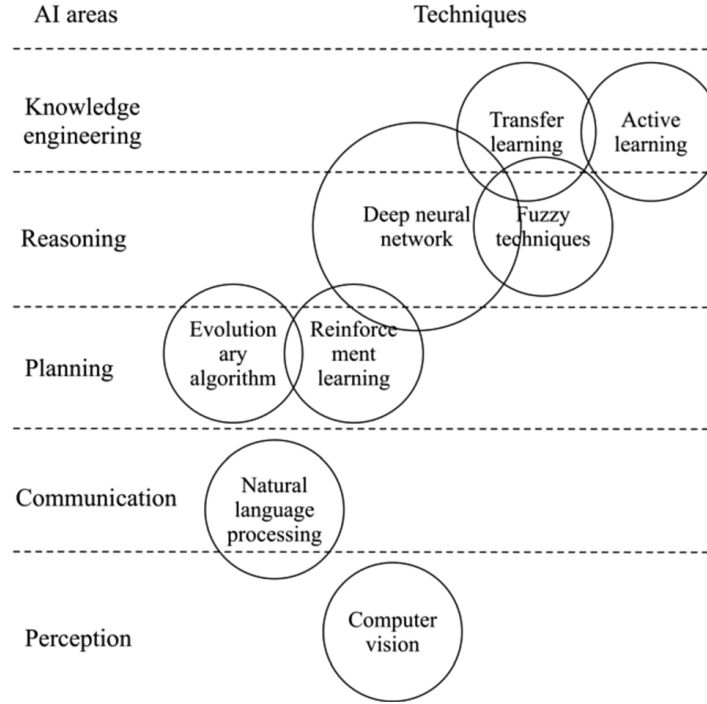 AI areas
Techniques
Knowledge
engineering
Transfer
learning
Active
learning
Reasoning
Deep neural
network
Fuzzy
techniques
Planning
Evolution
ary
algorithm
Reinforce
ment
learning
Communication
Natural
language
processing
Perception
Computer
vision